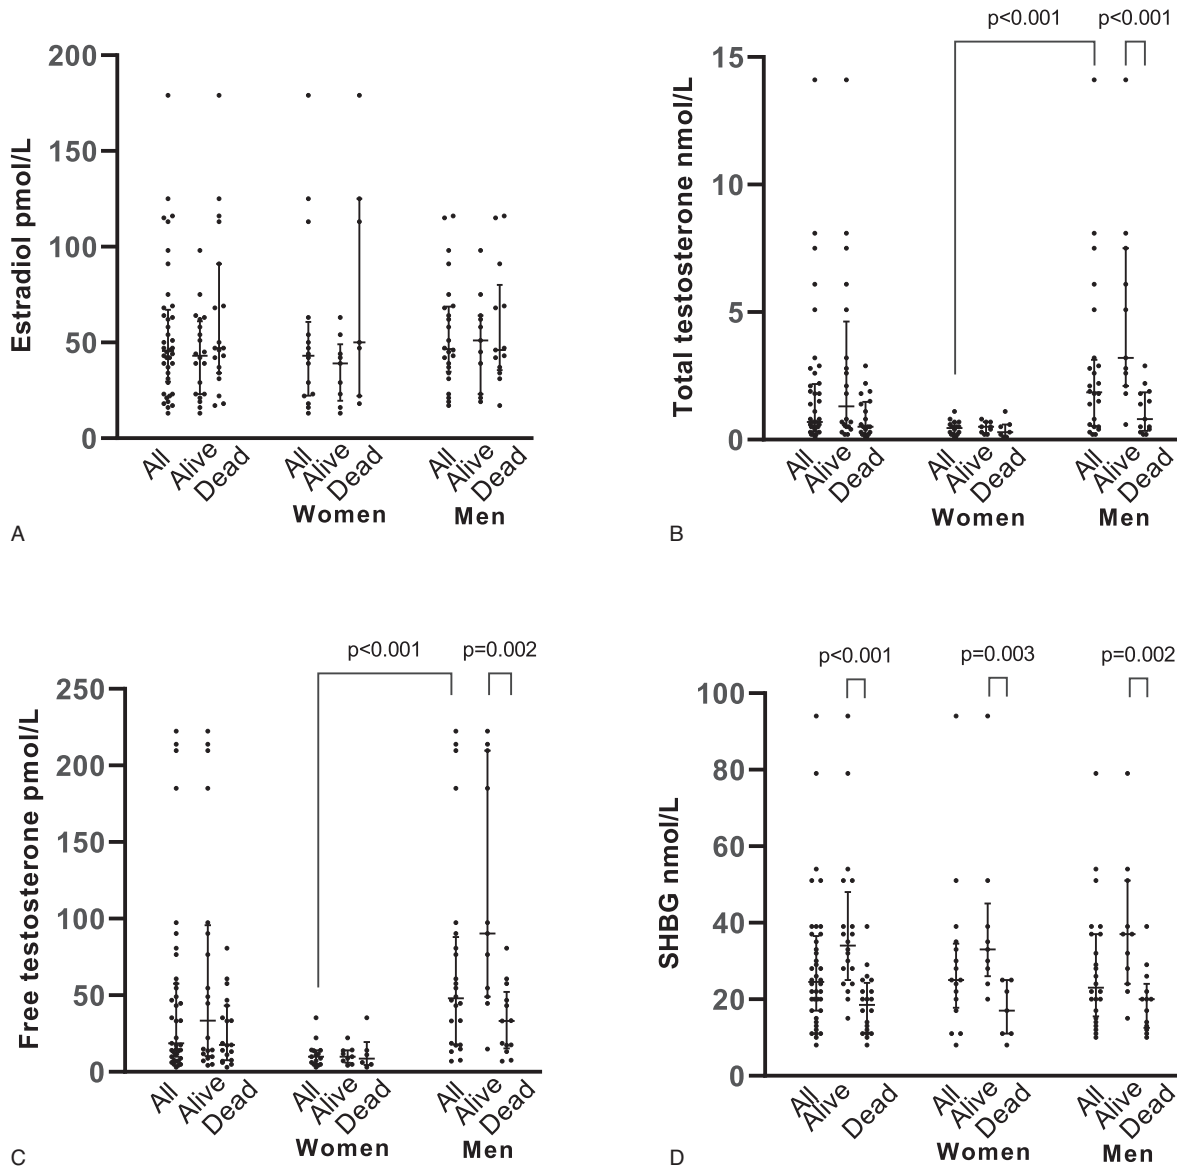 Estradiol pmol/L
200
150
100
50
0
All
Alive
Dead
All
Alive
Dead
All
Alive
Dead
Women
Men
A
p<0.001
p<0.001
Total testosterone nmol/L
15
10
5
0
All
Alive
Dead
All
Alive
Dead
All
Alive
Dead
Women
Men
B
p<0.001
p=0.002
Free testosterone pmol/L
250
200
150
100
50
0
All
Alive
Dead
All
Alive
Dead
All
Alive
Dead
Women
Men
C
p<0.001
p=0.003
p=0.002
SHBG nmol/L
100
80
60
40
20
0
All
Alive
Dead
All
Alive
Dead
All
Alive
Dead
Women
Men
D